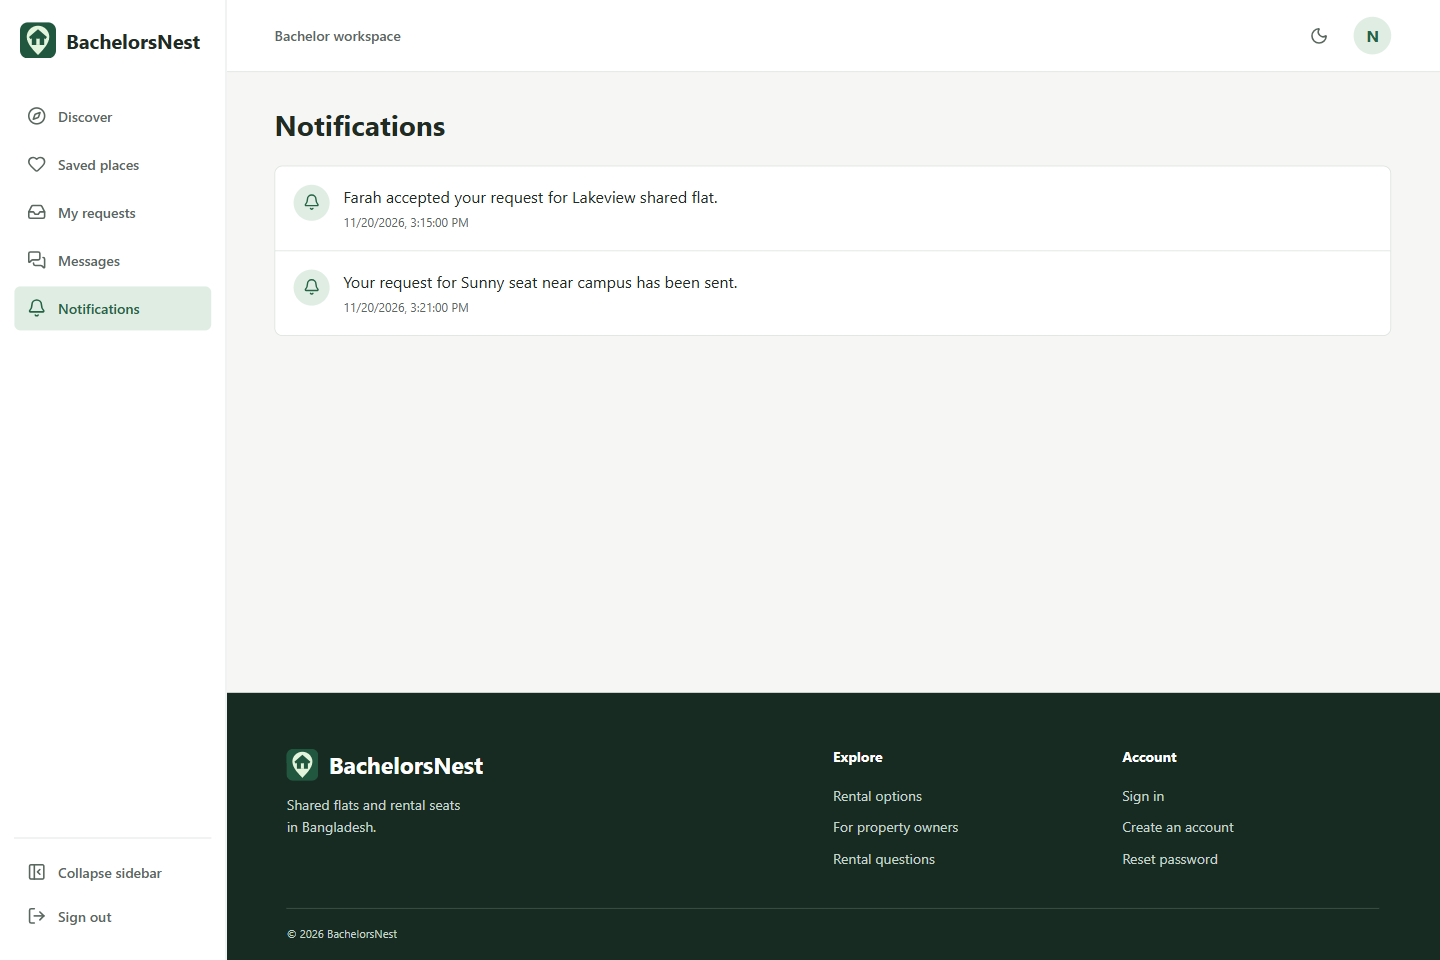 BachelorsNest
Discover
Saved places
My requests
Messages
Notifications
Collapse sidebar
Sign out
Bachelor workspace
N
Notifications
Farah accepted your request for Lakeview shared flat.
11/20/2026, 3:15:00 PM
Your request for Sunny seat near campus has been sent.
11/20/2026, 3:21:00 PM
BachelorsNest
Shared flats and rental seats
in Bangladesh.
Explore
Rental options
For property owners
Rental questions
Account
Sign in
Create an account
Reset password
© 2026 BachelorsNest